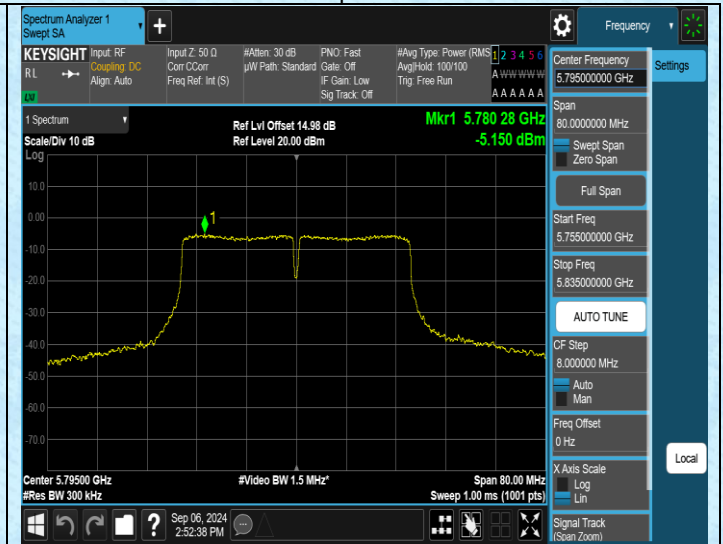 Spectrum Analyzer 1
Swept SA
Frequency
KEYSIGHT
RL
Input: RF
Coupling: DC
Align: Auto
Input Z: 50 Ω
Corr CCorr
Freq Ref: Int (S)
#Atten: 30 dB
µW Path: Standard
PNO: Fast
Gate: Off
IF Gain: Low
Sig Track: Off
#Avg Type: Power (RMS
Avg|Hold: 100/100
Trig: Free Run
1 2 3 4 5 6
A W W W W W
A A A A A A
LXI
1 Spectrum
Scale/Div 10 dB
Log
Ref Lvl Offset 14.98 dB
Ref Level 20.00 dBm
Mkr1 5.780 28 GHz
-5.150 dBm
10.0
0.00
-10.0
-20.0
-30.0
-40.0
-50.0
-60.0
-70.0
1
Center 5.79500 GHz
#Res BW 300 kHz
#Video BW 1.5 MHz*
Span 80.00 MHz
Sweep 1.00 ms (1001 pts)
Center Frequency
5.795000000 GHz
Settings
Span
80.0000000 MHz
Swept Span
Zero Span
Full Span
Start Freq
5.755000000 GHz
Stop Freq
5.835000000 GHz
AUTO TUNE
CF Step
8.000000 MHz
Auto
Man
Freq Offset
0 Hz
X Axis Scale
Log
Lin
Local
Signal Track
(Span Zoom)
?
Sep 06, 2024
2:52:38 PM